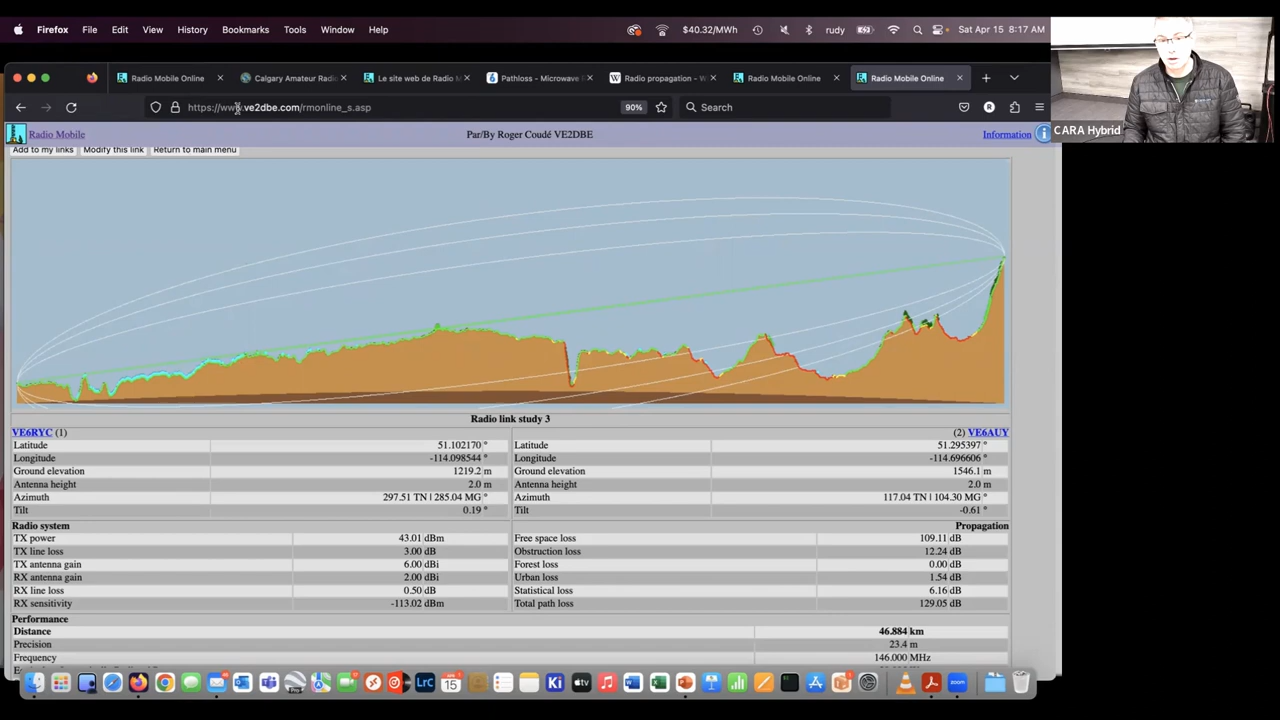 Firefox File Edit View History Bookmarks Tools Window Help $40.32/MWh rudy Sat Apr 15 8:17 AM
Radio Mobile Online Calgary Amateur Radi Le site web de Radio M Pathloss - Microwave Radio propagation - W Radio Mobile Online Radio Mobile Online
https://www.ve2dbe.com/rmonline_s.asp 90% Search
Radio Mobile Par/By Roger Coudé VE2DBE Information
CARA Hybrid
Add to my links Modify this link Return to main menu
Radio link study 3
VE6RYC (1) (2) VE6AUY
Latitude 51.102170 ° Latitude 51.295397 °
Longitude -114.098544 ° Longitude -114.696606 °
Ground elevation 1219.2 m Ground elevation 1546.1 m
Antenna height 2.0 m Antenna height 2.0 m
Azimuth 297.51 TN | 285.04 MG ° Azimuth 117.04 TN | 104.30 MG °
Tilt 0.19 ° Tilt -0.61 °
Radio system Propagation
TX power 43.01 dBm Free space loss 109.11 dB
TX line loss 3.00 dB Obstruction loss 12.24 dB
TX antenna gain 6.00 dBi Forest loss 0.00 dB
RX antenna gain 2.00 dBi Urban loss 1.54 dB
RX line loss 0.50 dB Statistical loss 6.16 dB
RX sensitivity -113.02 dBm Total path loss 129.05 dB
Performance
Distance 46.884 km
Precision 23.4 m
Frequency 146.000 MHz